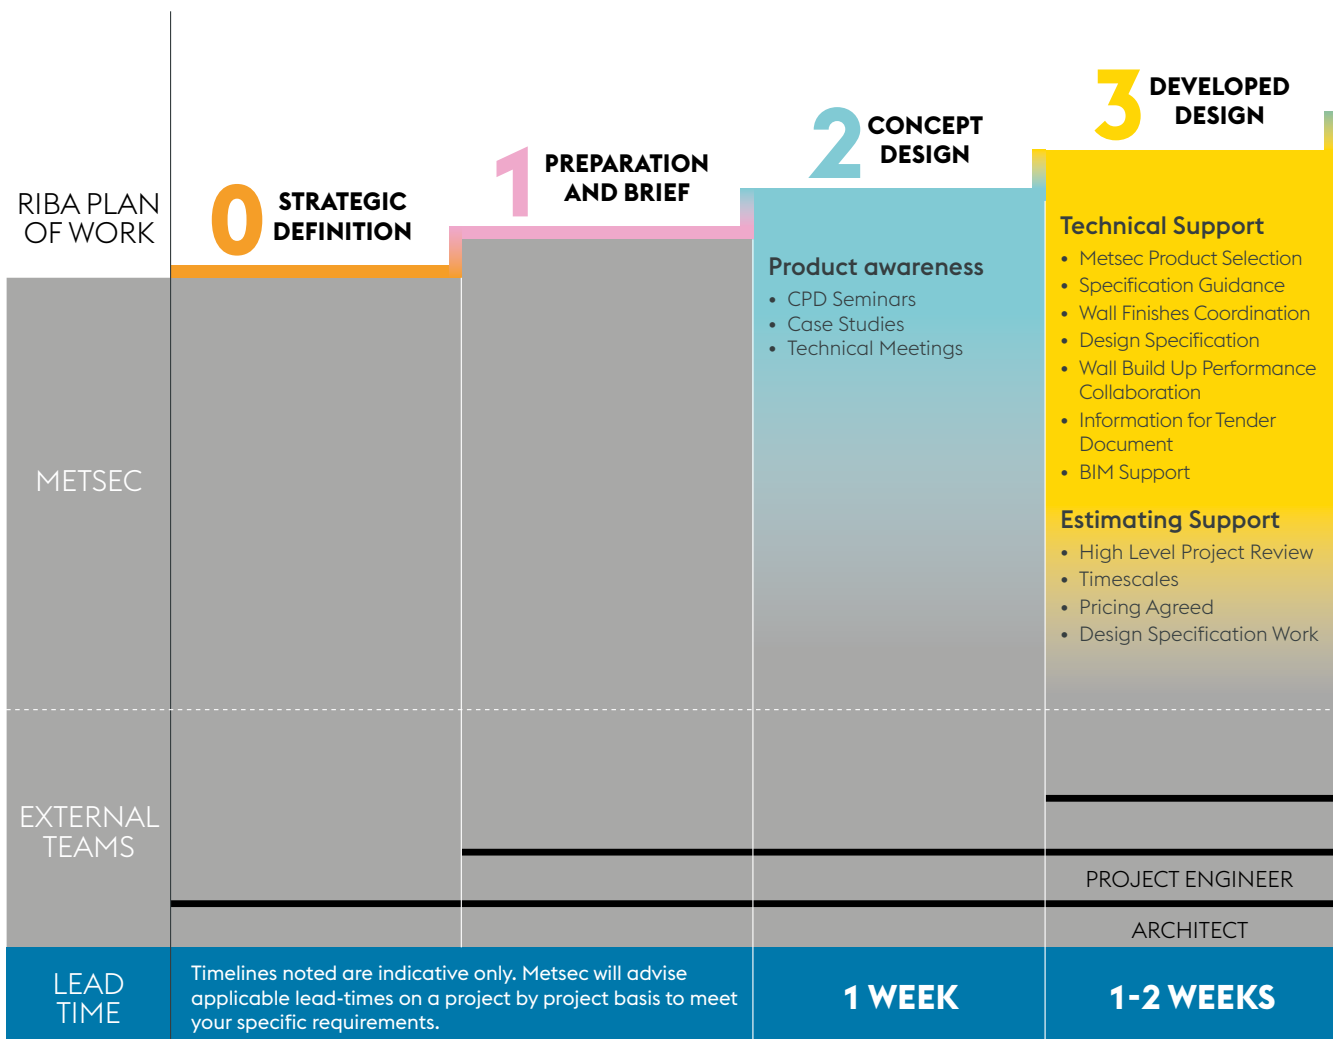 RIBA PLAN
OF WORK
0 STRATEGIC
DEFINITION
1 PREPARATION
AND BRIEF
2 CONCEPT
DESIGN
3 DEVELOPED
DESIGN
METSEC
Product awareness
• CPD Seminars
• Case Studies
• Technical Meetings
Technical Support
• Metsec Product Selection
• Specification Guidance
• Wall Finishes Coordination
• Design Specification
• Wall Build Up Performance
Collaboration
• Information for Tender
Document
• BIM Support
Estimating Support
• High Level Project Review
• Timescales
• Pricing Agreed
• Design Specification Work
EXTERNAL
TEAMS
PROJECT ENGINEER
ARCHITECT
LEAD
TIME
Timelines noted are indicative only. Metsec will advise
applicable lead-times on a project by project basis to meet
your specific requirements.
1 WEEK
1-2 WEEKS